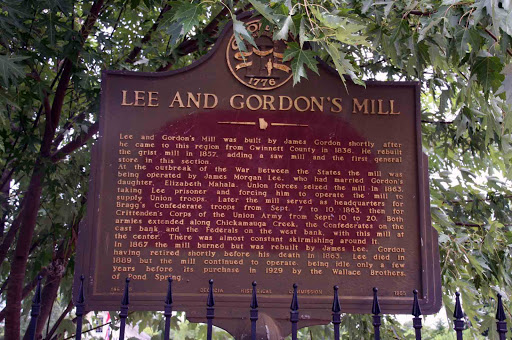 1776
LEE AND GORDON'S MILL
Lee and Gordon's Mill was built by James Gordon shortly after
he came to this region from Gwinnett County in 1836. He rebuilt
the grist mill in 1857, adding a saw mill and the first general
store in this section.
At the outbreak of the War Between the States the mill was
being operated by James Morgan Lee, who had married Gordon's
daughter, Elizabeth Mahala. Union forces seized the mill in 1863,
taking Lee prisoner and forcing him to operate the mill to
supply Union troops. Later the mill served as headquarters for
Bragg's Confederate troops from Sept. 7 to 10, 1863, then for
Crittenden's Corps of the Union Army from Sept. 10 to 20. Both
armies extended along Chickamauga Creek, the Confederates on the
east bank, and the Federals on the west bank, with this mill at
the center. There was almost constant skirmishing around it.
In 1867 the mill burned but was rebuilt by James Lee, Gordon
having retired shortly before his death in 1863. Lee died in
1889 but the mill continued to operate being idle only a few
years before its purchase in 1929 by the Wallace Brothers,
of Pond Spring.
GEORGIA HISTORICAL COMMISSION